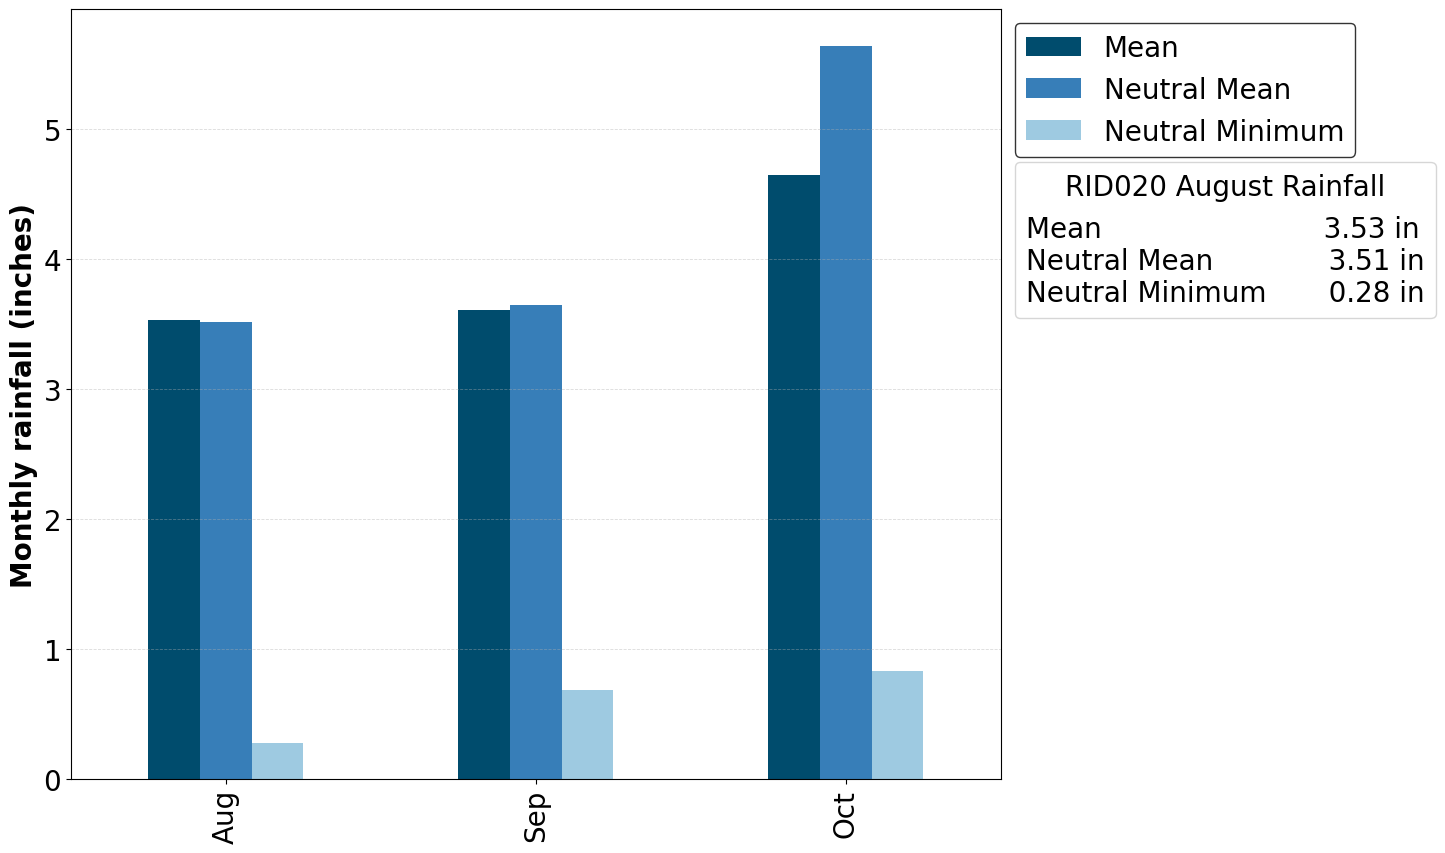 Monthly rainfall (inches)
5
4
3
2
1
0
Aug
Sep
Oct
Mean
Neutral Mean
Neutral Minimum
RID020 August Rainfall
Mean 3.53 in
Neutral Mean 3.51 in
Neutral Minimum 0.28 in